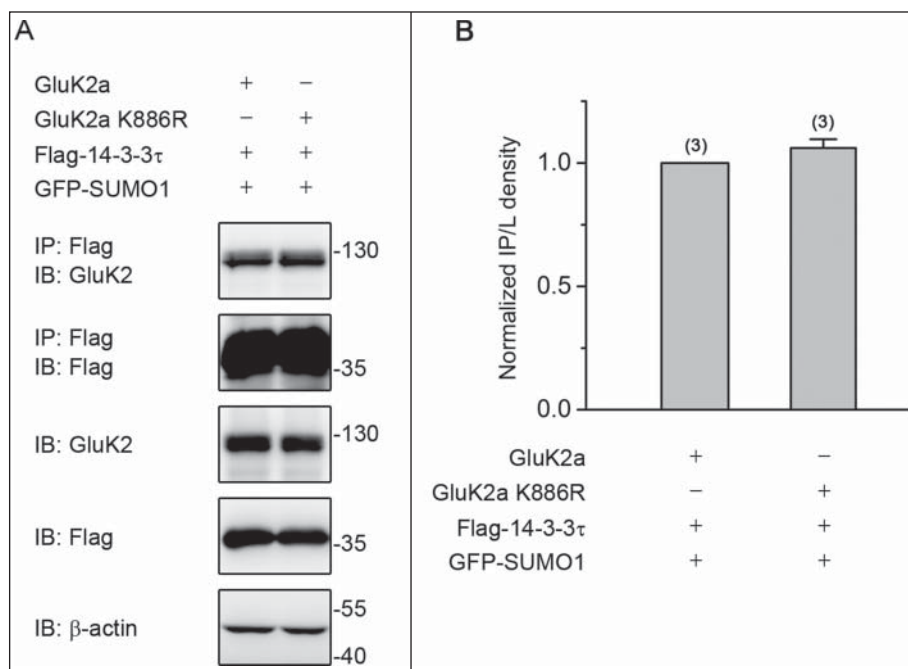 A
GluK2a + −
GluK2a K886R − +
Flag-14-3-3τ + +
GFP-SUMO1 + +
IP: Flag
IB: GluK2
-130
IP: Flag
IB: Flag
-35
IB: GluK2
-130
IB: Flag
-35
IB: β-actin
-55
-40
B
Normalized IP/L density
1.0
0.5
0.0
(3)
(3)
GluK2a + −
GluK2a K886R − +
Flag-14-3-3τ + +
GFP-SUMO1 + +